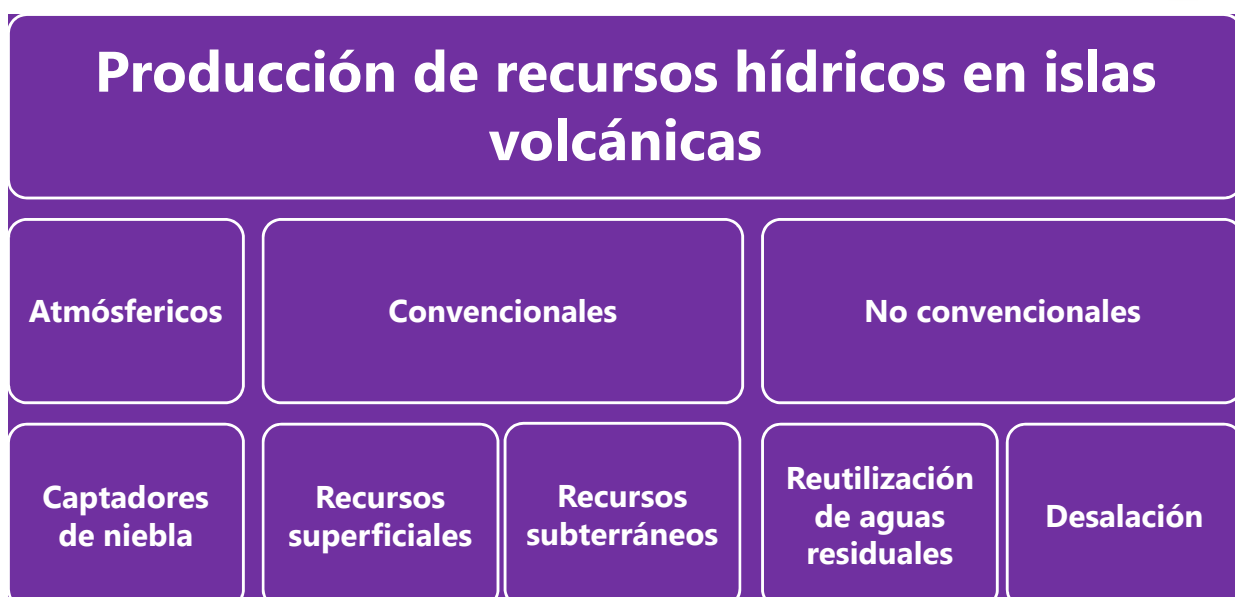 Producción de recursos hídricos en islas
volcánicas
Atmósfericos
Convencionales
No convencionales
Captadores
de niebla
Recursos
superficiales
Recursos
subterráneos
Reutilización
de aguas
residuales
Desalación